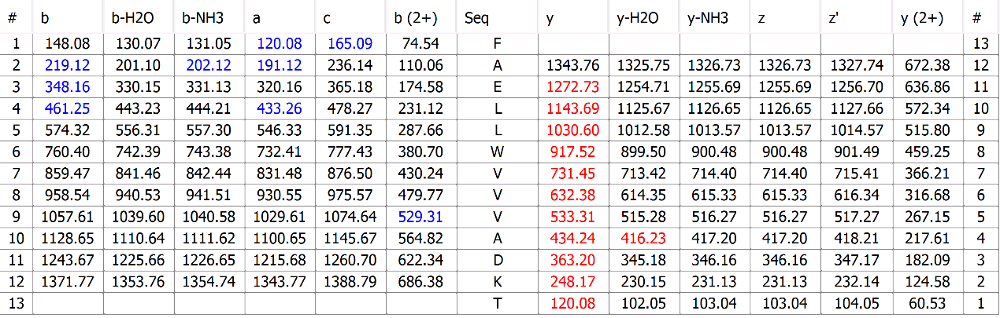 # b b-H2O b-NH3 a c b (2+) Seq y y-H2O y-NH3 z z' y (2+) #
1 148.08 130.07 131.05 120.08 165.09 74.54 F 13
2 219.12 201.10 202.12 191.12 236.14 110.06 A 1343.76 1325.75 1326.73 1326.73 1327.74 672.38 12
3 348.16 330.15 331.13 320.16 365.18 174.58 E 1272.73 1254.71 1255.69 1255.69 1256.70 636.86 11
4 461.25 443.23 444.21 433.26 478.27 231.12 L 1143.69 1125.67 1126.65 1126.65 1127.66 572.34 10
5 574.32 556.31 557.30 546.33 591.35 287.66 L 1030.60 1012.58 1013.57 1013.57 1014.57 515.80 9
6 760.40 742.39 743.38 732.41 777.43 380.70 W 917.52 899.50 900.48 900.48 901.49 459.25 8
7 859.47 841.46 842.44 831.48 876.50 430.24 V 731.45 713.42 714.40 714.40 715.41 366.21 7
8 958.54 940.53 941.51 930.55 975.57 479.77 V 632.38 614.35 615.33 615.33 616.34 316.68 6
9 1057.61 1039.60 1040.58 1029.61 1074.64 529.31 V 533.31 515.28 516.27 516.27 517.27 267.15 5
10 1128.65 1110.64 1111.62 1100.65 1145.67 564.82 A 434.24 416.23 417.20 417.20 418.21 217.61 4
11 1243.67 1225.66 1226.65 1215.68 1260.70 622.34 D 363.20 345.18 346.16 346.16 347.17 182.09 3
12 1371.77 1353.76 1354.74 1343.77 1388.79 686.38 K 248.17 230.15 231.13 231.13 232.14 124.58 2
13 T 120.08 102.05 103.04 103.04 104.05 60.53 1